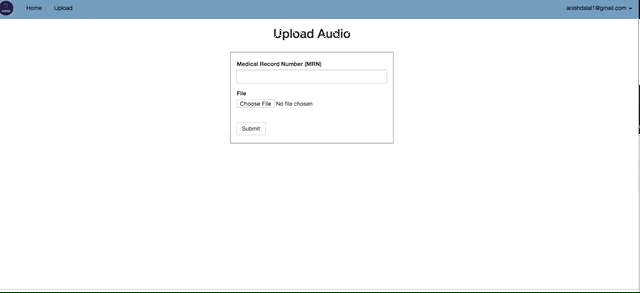 Home Upload anishdalal1@gmail.com
Upload Audio
Medical Record Number (MRN)
File
Choose File No file chosen
Submit